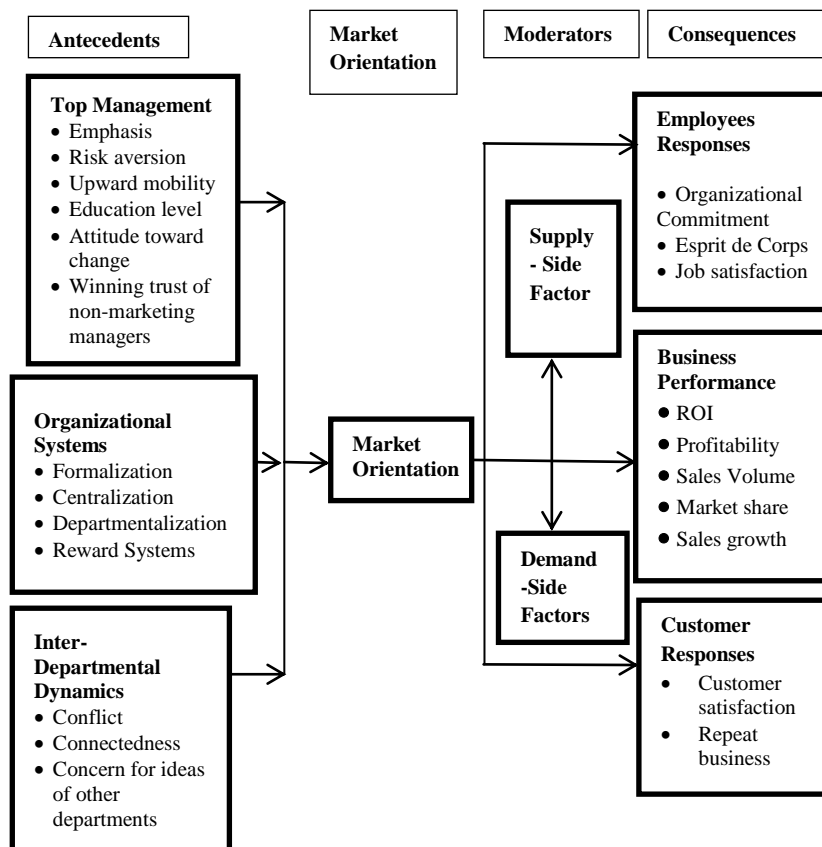 Antecedents
Market
Orientation
Moderators
Consequences
Top Management
• Emphasis
• Risk aversion
• Upward mobility
• Education level
• Attitude toward
change
• Winning trust of
non-marketing
managers
Organizational
Systems
• Formalization
• Centralization
• Departmentalization
• Reward Systems
Inter-
Departmental
Dynamics
• Conflict
• Connectedness
• Concern for ideas
of other
departments
Market
Orientation
Supply
- Side
Factor
Demand
-Side
Factors
Employees
Responses
• Organizational
Commitment
• Esprit de Corps
• Job satisfaction
Business
Performance
● ROI
● Profitability
● Sales Volume
● Market share
● Sales growth
Customer
Responses
• Customer
satisfaction
• Repeat
business